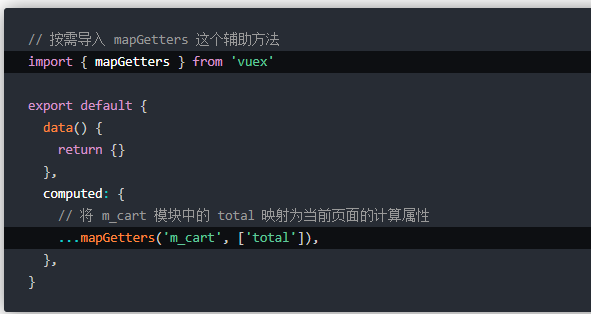 // 按需导入 mapGetters 这个辅助方法
import { mapGetters } from 'vuex'
export default {
data() {
return {}
},
computed: {
// 将 m_cart 模块中的 total 映射为当前页面的计算属性
...mapGetters('m_cart', ['total']),
},
}